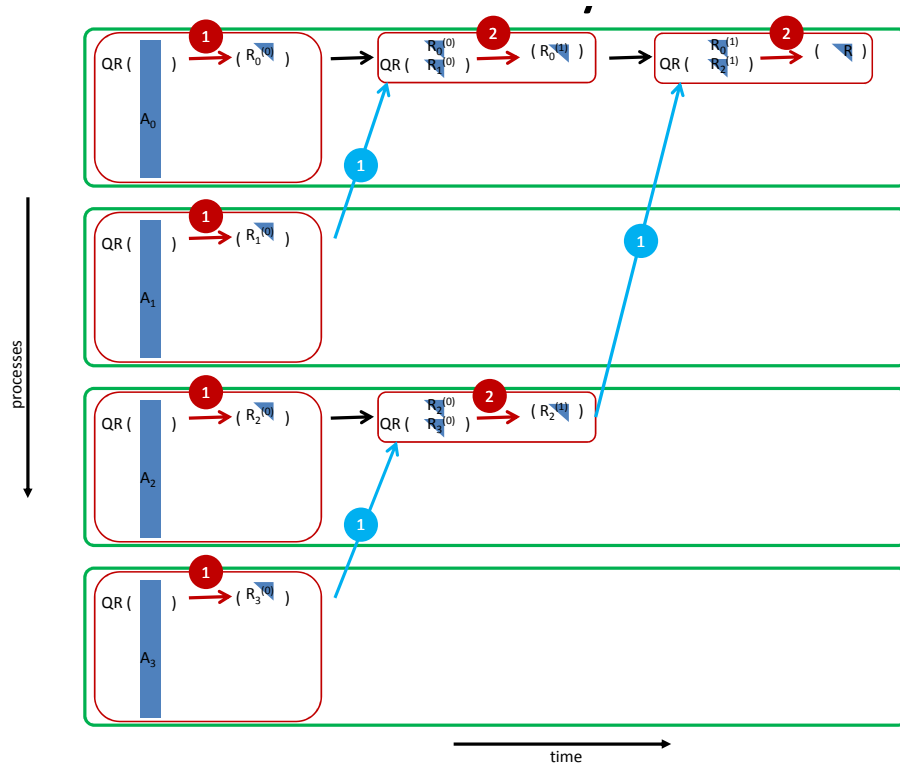 1
QR ( A₀ ) ( R₀⁽⁰⁾ )
2
QR ( R₀⁽⁰⁾ R₁⁽⁰⁾ ) ( R₀⁽¹⁾ )
2
QR ( R₀⁽¹⁾ R₂⁽¹⁾ ) ( R )
1
1
QR ( A₁ ) ( R₁⁽⁰⁾ )
1
processes
1
QR ( A₂ ) ( R₂⁽⁰⁾ )
2
QR ( R₂⁽⁰⁾ R₃⁽⁰⁾ ) ( R₂⁽¹⁾ )
1
1
QR ( A₃ ) ( R₃⁽⁰⁾ )
time